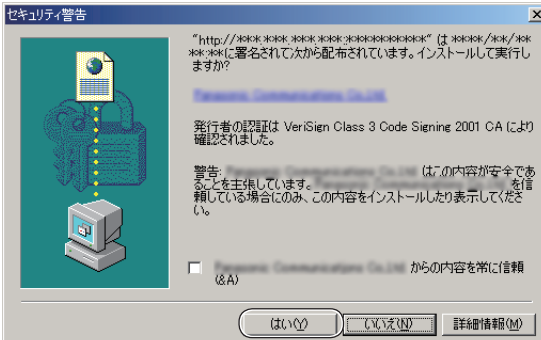 セキュリティ警告
"http://***.***.***.***:***********" (は ****/**/** **:**に署名されて次から配布されています。インストールして実行し
ますか?
Panasonic Communications Co.,Ltd.
発行者の認証は VeriSign Class 3 Code Signing 2001 CA により
確認されました。
警告: はこの内容が安全であ
ることを主張しています。 を信
頼している場合にのみ、この内容をインストールしたり表示してくださ
い。
からの内容を常に信頼
(&A)
はい(Y)
いいえ(N)
詳細情報(M)